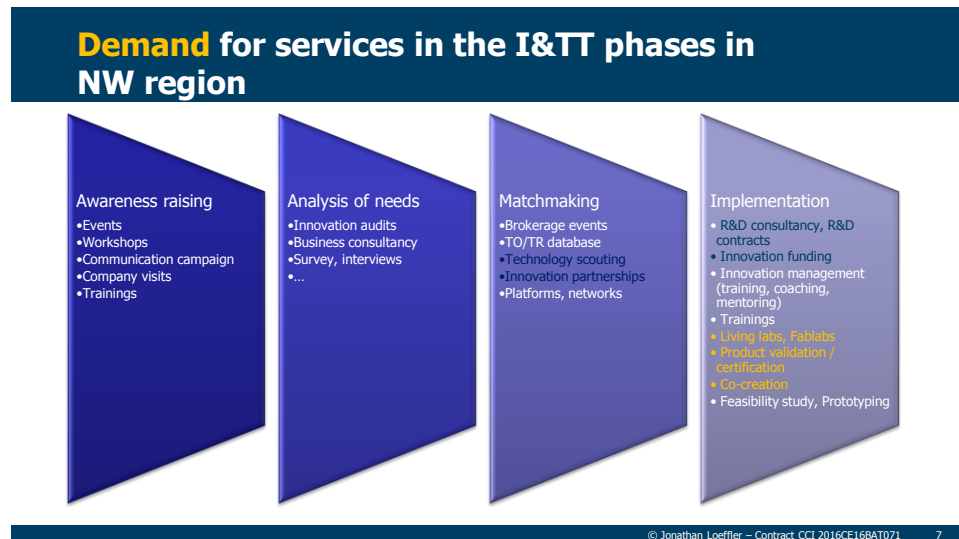 Demand for services in the I&TT phases in
NW region
Awareness raising
•Events
•Workshops
•Communication campaign
•Company visits
•Trainings
Analysis of needs
•Innovation audits
•Business consultancy
•Survey, interviews
•...
Matchmaking
•Brokerage events
•TO/TR database
•Technology scouting
•Innovation partnerships
•Platforms, networks
Implementation
• R&D consultancy, R&D
contracts
• Innovation funding
• Innovation management
(training, coaching,
mentoring)
• Trainings
• Living labs, Fablabs
• Product validation /
certification
• Co-creation
• Feasibility study, Prototyping
© Jonathan Loeffler – Contract CCI 2016CE16BAT071 7